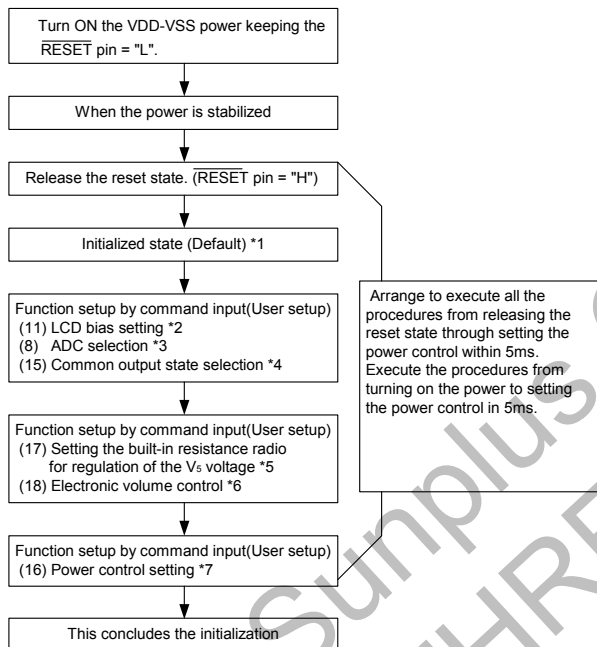 Turn ON the VDD-VSS power keeping the
RESET pin = "L".
When the power is stabilized
Release the reset state. (RESET pin = "H")
Initialized state (Default) *1
Function setup by command input(User setup)
(11) LCD bias setting *2
(8) ADC selection *3
(15) Common output state selection *4
Function setup by command input(User setup)
(17) Setting the built-in resistance radio
for regulation of the V5 voltage *5
(18) Electronic volume control *6
Function setup by command input(User setup)
(16) Power control setting *7
This concludes the initialization
Arrange to execute all the
procedures from releasing the
reset state through setting the
power control within 5ms.
Execute the procedures from
turning on the power to setting
the power control in 5ms.
Sunplus